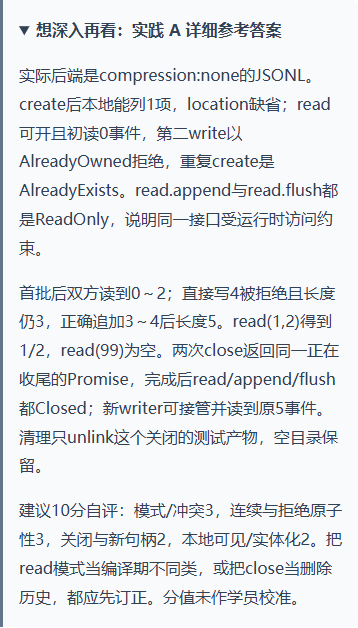 ▼ 想深入再看：实践 A 详细参考答案
实际后端是compression:none的JSONL。
create后本地能列1项，location缺省；read
可开且初读0事件，第二write以
AlreadyOwned拒绝，重复create是
AlreadyExists。read.append与read.flush都
是ReadOnly，说明同一接口受运行时访问约
束。
首批后双方读到0～2；直接写4被拒绝且长度
仍3，正确追加3～4后长度5。read(1,2)得到
1/2，read(99)为空。两次close返回同一正在
收尾的Promise，完成后read/append/flush
都Closed；新writer可接管并读到原5事件。
清理只unlink这个关闭的测试产物，空目录保
留。
建议10分自评：模式/冲突3，连续与拒绝原子
性3，关闭与新句柄2，本地可见/实体化2。把
read模式当编译期不同类，或把close当删除
历史，都应先订正。分值未作学员校准。